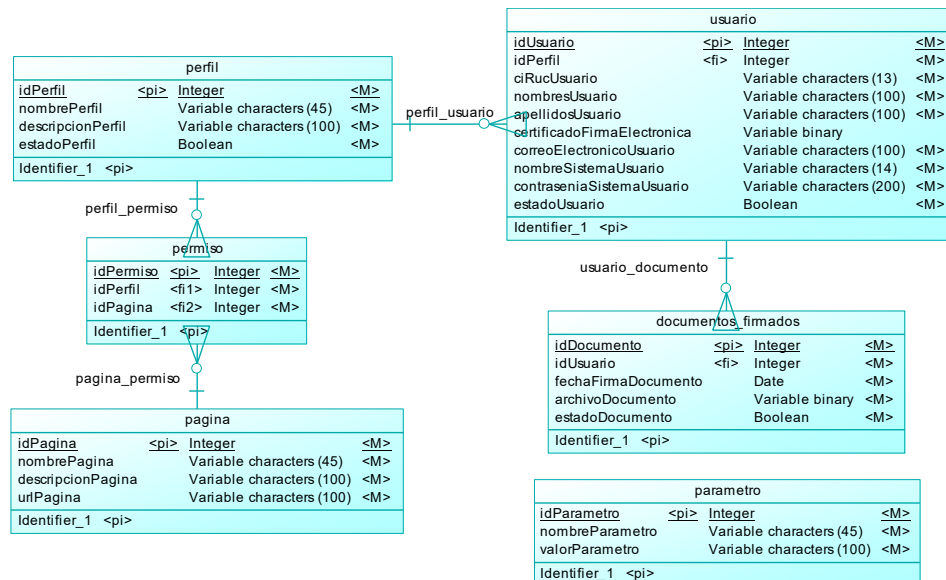 perfil
idPerfil <pi> Integer <M>
nombrePerfil Variable characters (45) <M>
descripcionPerfil Variable characters (100) <M>
estadoPerfil Boolean <M>
Identifier_1 <pi>
perfil_usuario
usuario
idUsuario <pi> Integer <M>
idPerfil <fi> Integer <M>
ciRucUsuario Variable characters (13) <M>
nombresUsuario Variable characters (100) <M>
apellidosUsuario Variable characters (100) <M>
certificadoFirmaElectronica Variable binary
correoElectronicoUsuario Variable characters (100) <M>
nombreSistemaUsuario Variable characters (14) <M>
contraseniaSistemaUsuario Variable characters (200) <M>
estadoUsuario Boolean <M>
Identifier_1 <pi>
perfil_permiso
permiso
idPermiso <pi> Integer <M>
idPerfil <fi1> Integer <M>
idPagina <fi2> Integer <M>
Identifier_1 <pi>
pagina_permiso
pagina
idPagina <pi> Integer <M>
nombrePagina Variable characters (45) <M>
descripcionPagina Variable characters (100) <M>
urlPagina Variable characters (100) <M>
Identifier_1 <pi>
usuario_documento
documentos_firmados
idDocumento <pi> Integer <M>
idUsuario <fi> Integer <M>
fechaFirmaDocumento Date <M>
archivoDocumento Variable binary <M>
estadoDocumento Boolean <M>
Identifier_1 <pi>
parametro
idParametro <pi> Integer <M>
nombreParametro Variable characters (45) <M>
valorParametro Variable characters (100) <M>
Identifier_1 <pi>